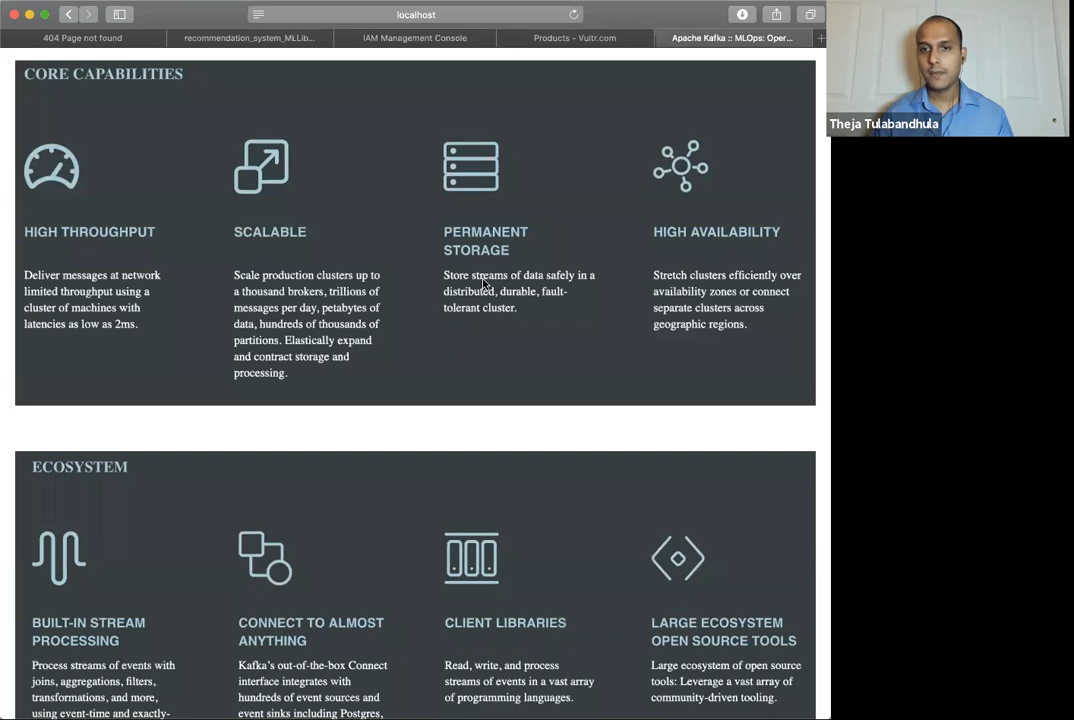 localhost
404 Page not found
recommendation_system_MLLib...
IAM Management Console
Products - Vultr.com
Apache Kafka :: MLOps: Oper...
Theja Tulabandhula
CORE CAPABILITIES
HIGH THROUGHPUT
Deliver messages at network
limited throughput using a
cluster of machines with
latencies as low as 2ms.
SCALABLE
Scale production clusters up to
a thousand brokers, trillions of
messages per day, petabytes of
data, hundreds of thousands of
partitions. Elastically expand
and contract storage and
processing.
PERMANENT
STORAGE
Store streams of data safely in a
distributed, durable, fault-
tolerant cluster.
HIGH AVAILABILITY
Stretch clusters efficiently over
availability zones or connect
separate clusters across
geographic regions.
ECOSYSTEM
BUILT-IN STREAM
PROCESSING
Process streams of events with
joins, aggregations, filters,
transformations, and more,
using event-time and exactly-
CONNECT TO ALMOST
ANYTHING
Kafka's out-of-the-box Connect
interface integrates with
hundreds of event sources and
event sinks including Postgres,
CLIENT LIBRARIES
Read, write, and process
streams of events in a vast array
of programming languages.
LARGE ECOSYSTEM
OPEN SOURCE TOOLS
Large ecosystem of open source
tools: Leverage a vast array of
community-driven tooling.